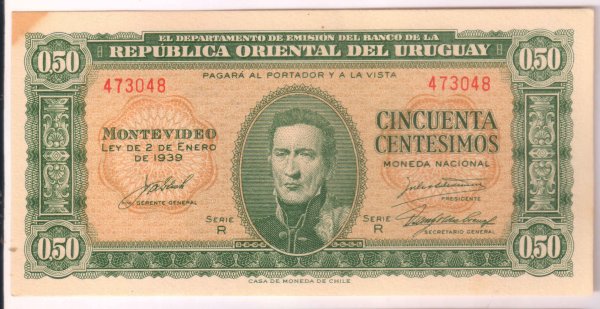 EL DEPARTAMENTO DE EMISIÓN DEL BANCO DE LA
REPÚBLICA ORIENTAL DEL URUGUAY
0.50
0.50
PAGARÁ AL PORTADOR Y A LA VISTA
473048
473048
MONTEVIDEO
LEY DE 2 DE ENERO
DE 1939
CINCUENTA
CENTESIMOS
MONEDA NACIONAL
GERENTE GENERAL
PRESIDENTE
SERIE
R
SERIE
R
SECRETARIO GENERAL
0.50
0.50
CASA DE MONEDA DE CHILE